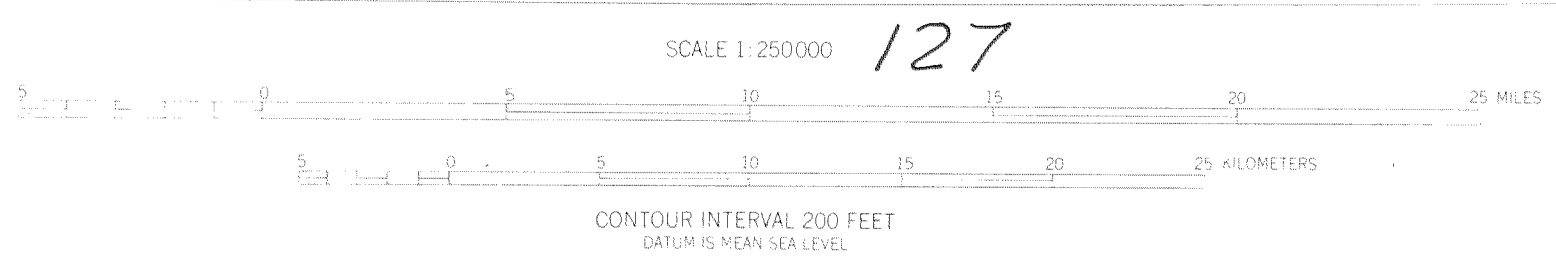 SCALE 1:250000 127
5 0 5 10 15 20 25 MILES
5 0 5 10 15 20 25 KILOMETERS
CONTOUR INTERVAL 200 FEET
DATUM IS MEAN SEA LEVEL